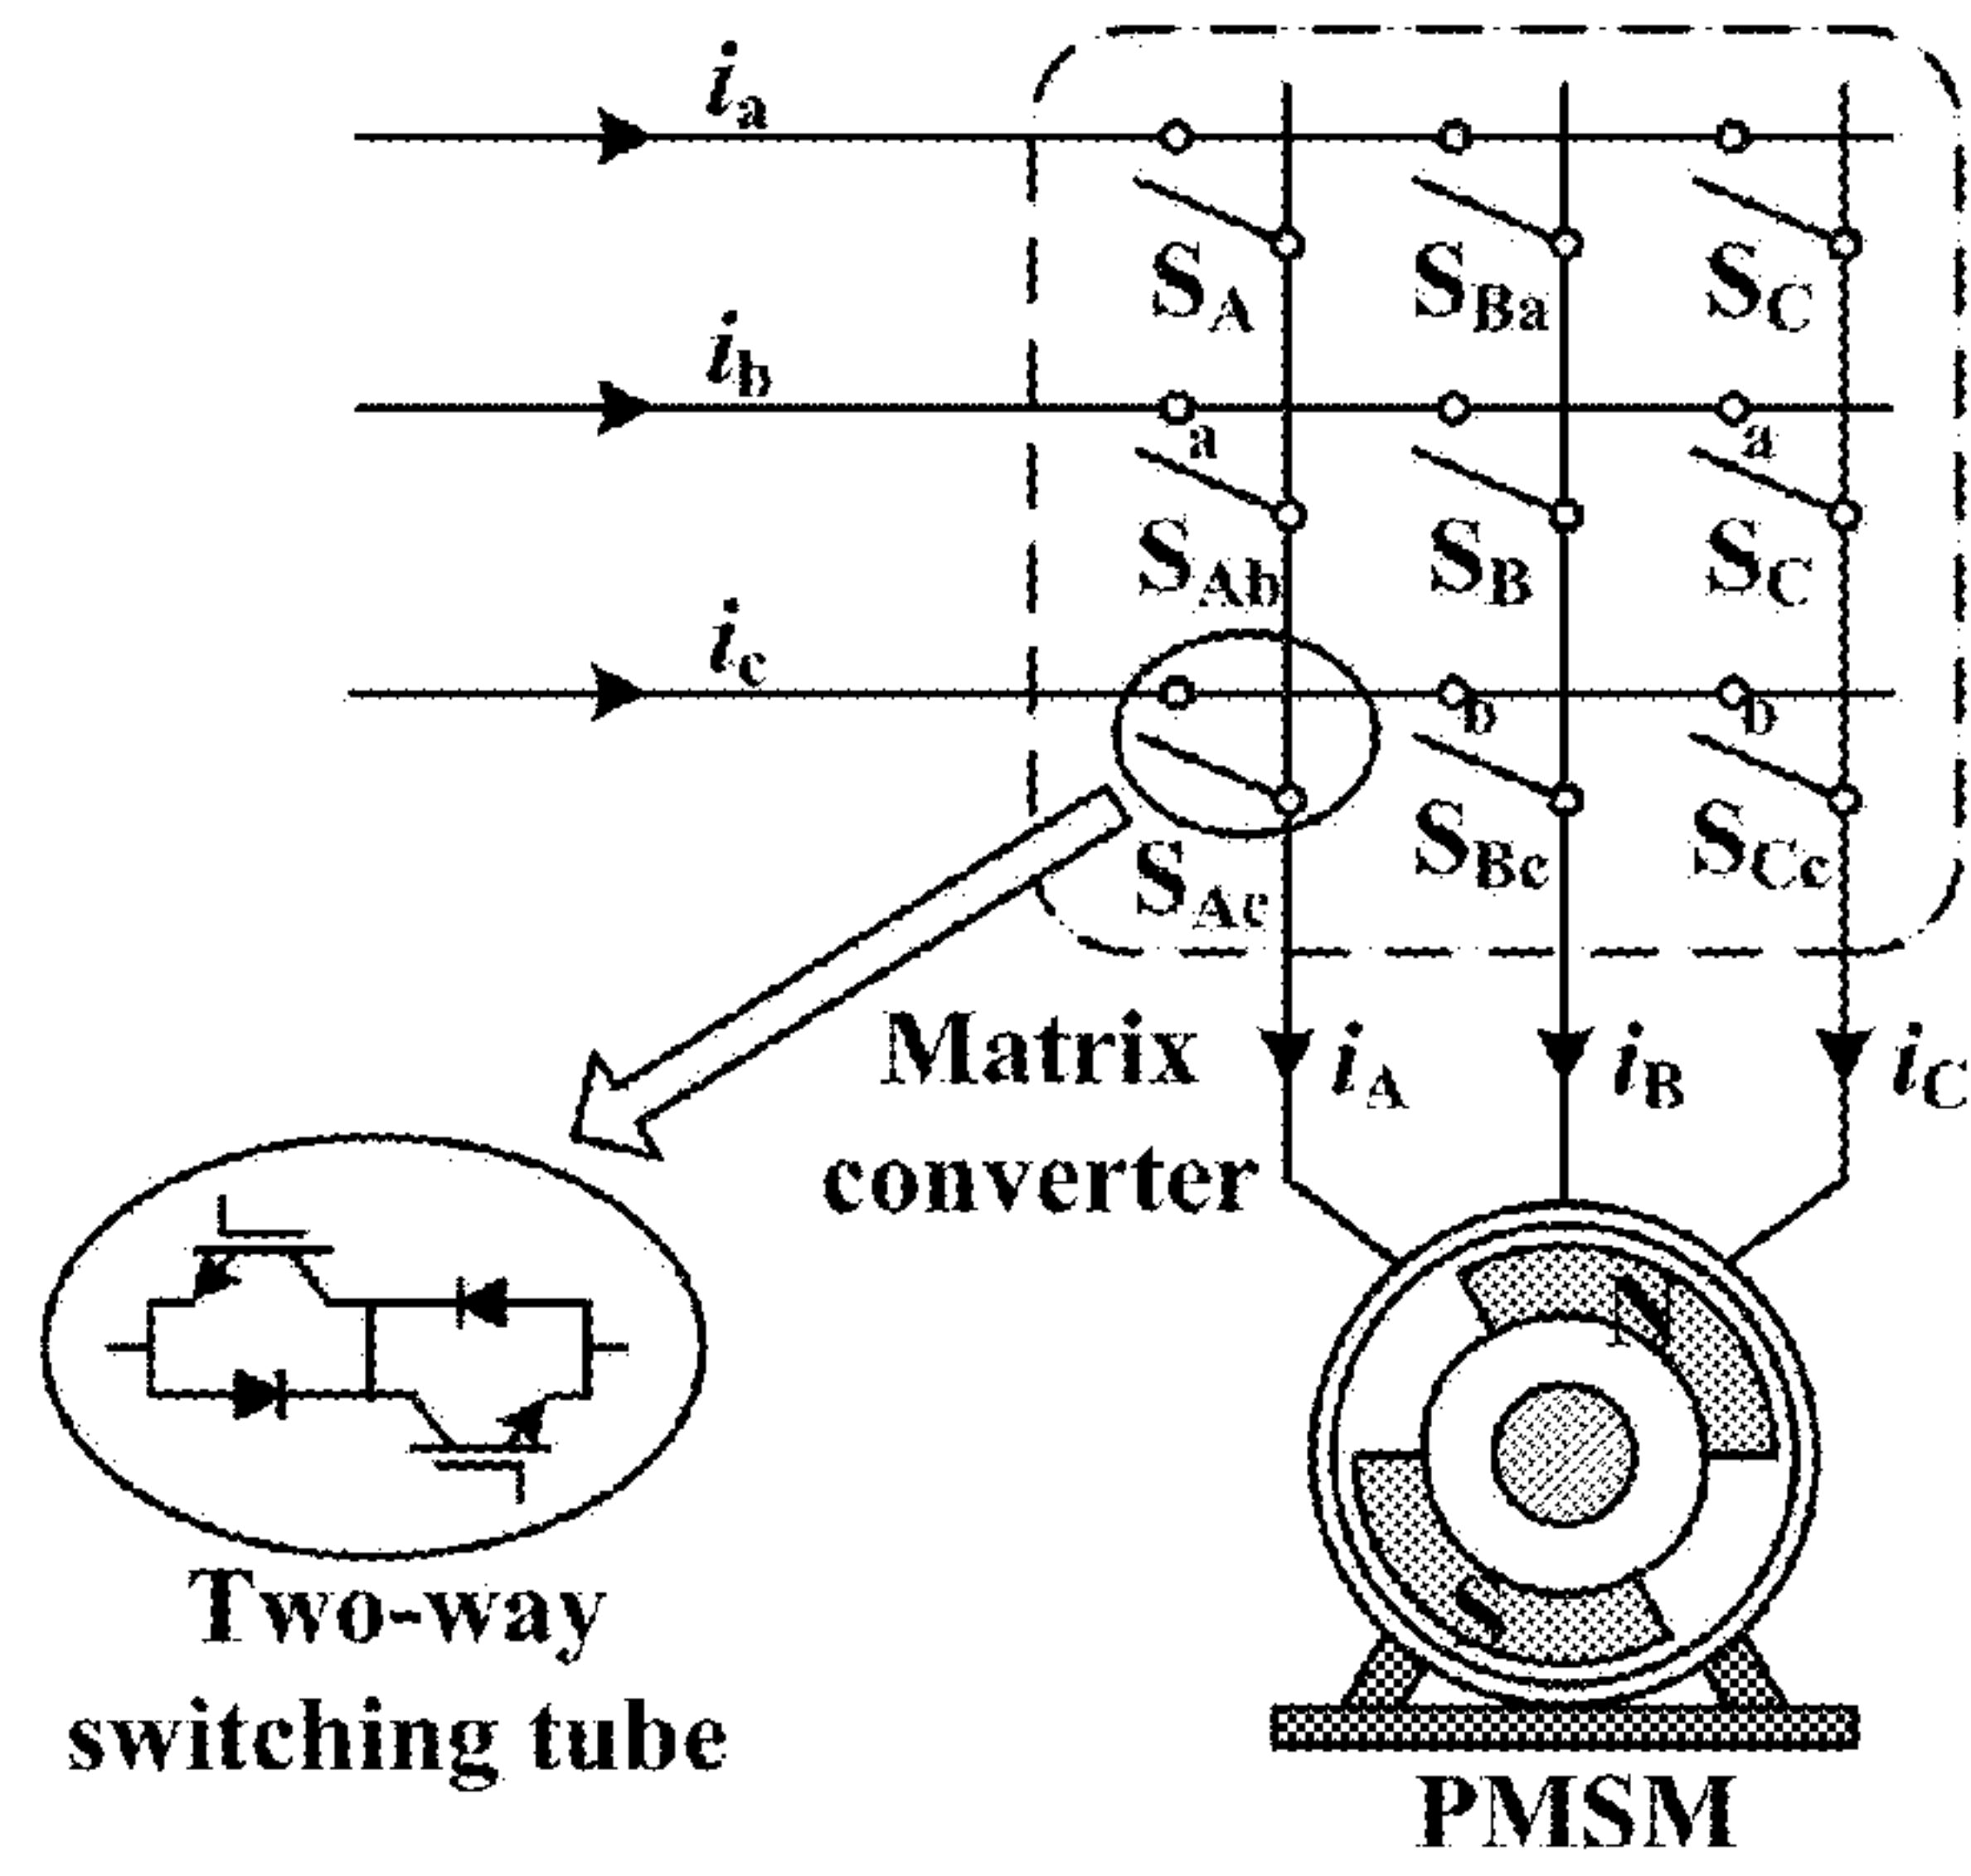 ia
SA SBa SC
ib
a a
SAb SB SC
ic
b b
SAc SBc SCc
Matrix
converter
iA iB iC
N
S
Two-way
switching tube
PMSM